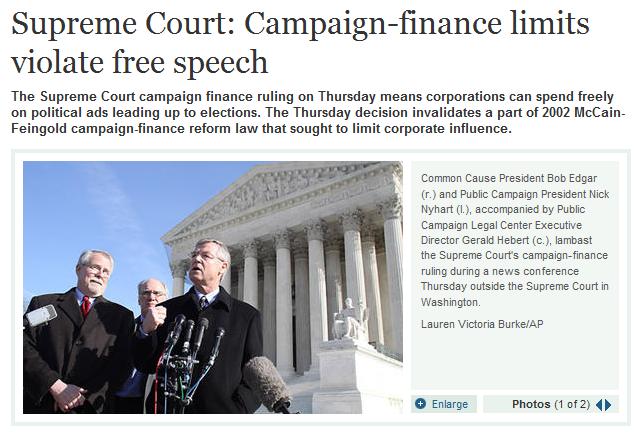 Supreme Court: Campaign-finance limits
violate free speech
The Supreme Court campaign finance ruling on Thursday means corporations can spend freely
on political ads leading up to elections. The Thursday decision invalidates a part of 2002 McCain-
Feingold campaign-finance reform law that sought to limit corporate influence.
Common Cause President Bob Edgar
(r.) and Public Campaign President Nick
Nyhart (l.), accompanied by Public
Campaign Legal Center Executive
Director Gerald Hebert (c.), lambast
the Supreme Court's campaign-finance
ruling during a news conference
Thursday outside the Supreme Court in
Washington.
Lauren Victoria Burke/AP
Enlarge
Photos (1 of 2)